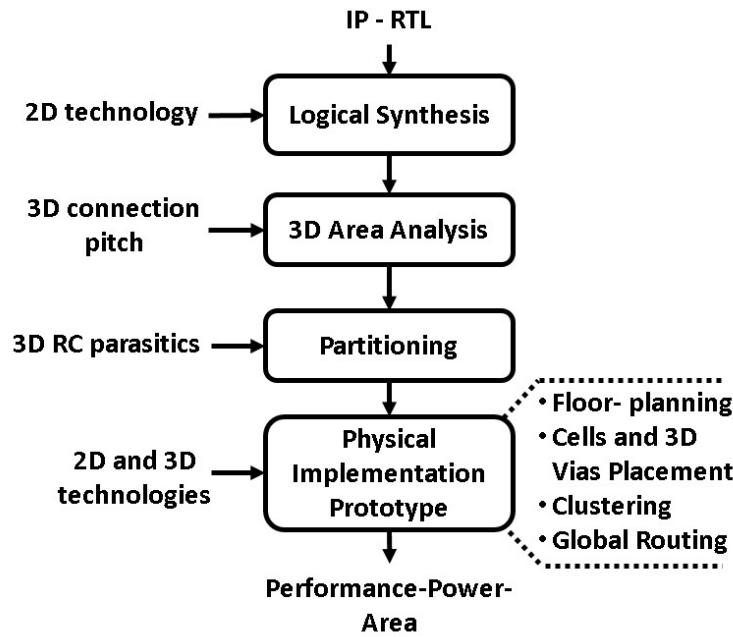 IP - RTL
2D technology
Logical Synthesis
3D connection
pitch
3D Area Analysis
3D RC parasitics
Partitioning
2D and 3D
technologies
Physical
Implementation
Prototype
• Floor- planning
• Cells and 3D
Vias Placement
• Clustering
• Global Routing
Performance-Power-
Area